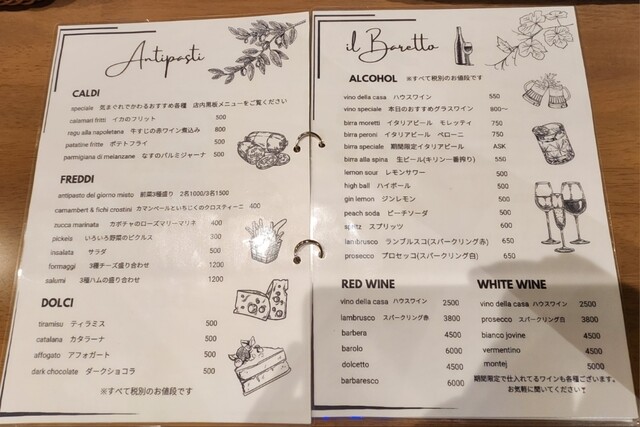 Antipasti
CALDI
speciale 気まぐれでかわるおすすめ各種 店内黒板メニューをご覧ください
calamari fritti イカのフリット 500
ragu alla napoletana 牛すじの赤ワイン煮込み 800
patatine fritte ポテトフライ 500
parmigiana di melanzane なすのパルミジャーナ 500
FREDDI
antipasto del giorno misto 前菜3種盛り 2名1000/3名1500
camambert & fichi crostini カマンベールといちじくのクロスティーニ 400
zucca marinata カボチャのローズマリーマリネ 400
pickels いろいろ野菜のピクルス 300
insalata サラダ 500
formaggi 3種チーズ盛り合わせ 1200
salumi 3種ハムの盛り合わせ 1200
DOLCI
tiramisu ティラミス 500
catalana カタラーナ 500
affogato アフォガート 500
dark chocolate ダークショコラ 500
※すべて税別のお値段です
il Baretto
ALCOHOL ※すべて税別のお値段です
vino della casa ハウスワイン 550
vino speciale 本日のおすすめグラスワイン 800〜
birra moretti イタリアビール モレッティ 750
birra peroni イタリアビール ペローニ 750
birra speciale 期間限定イタリアビール ASK
birra alla spina 生ビール(キリン一番搾り) 550
lemon sour レモンサワー 550
high ball ハイボール 550
gin lemon ジンレモン 550
peach soda ピーチソーダ 550
spritz スプリッツ 600
lambrusco ランブルスコ(スパークリング赤) 650
prosecco プロセッコ(スパークリング白) 650
RED WINE
vino della casa ハウスワイン 2500
lambrusco スパークリング赤 3800
barbera 4500
barolo 6000
dolcetto 4500
barbaresco 6000
WHITE WINE
vino della casa ハウスワイン 2500
prosecco スパークリング白 3800
bianco jovine 4500
vermentino 4500
montej 5000
期間限定で仕入れてるワインも各種ございます。
お気軽に聞いてください